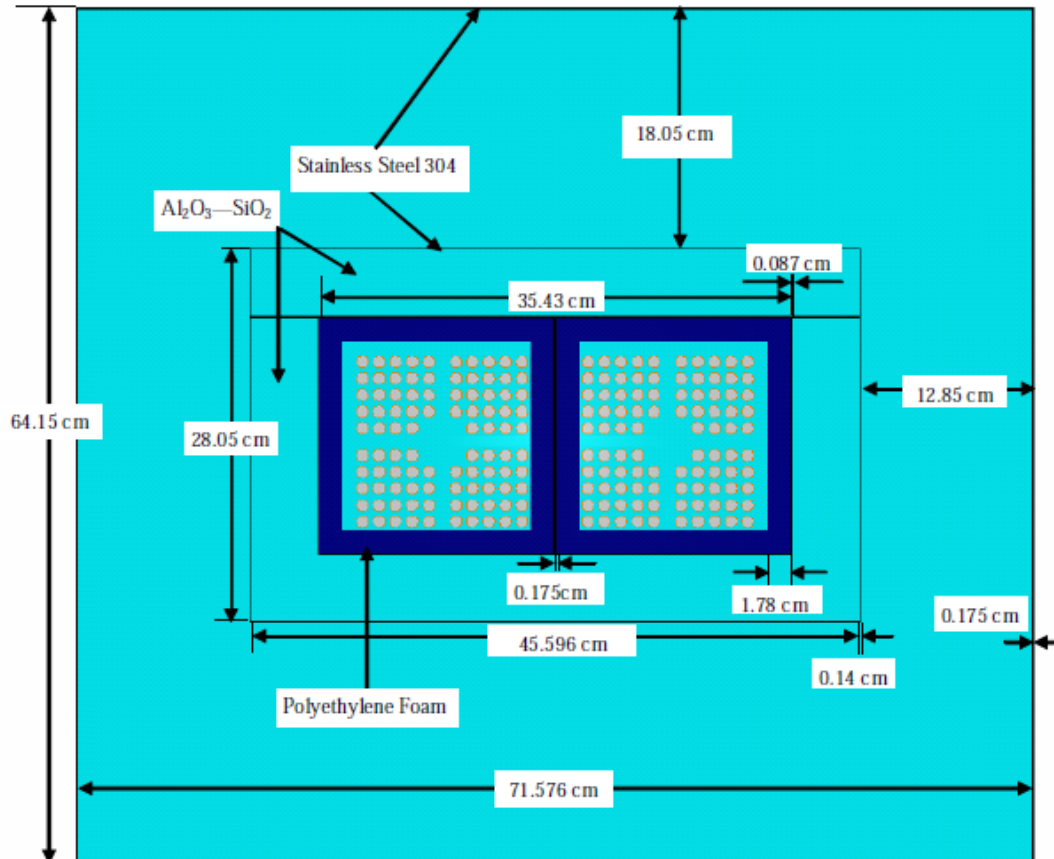 18.05 cm
Stainless Steel 304
Al₂O₃—SiO₂
0.087 cm
35.43 cm
12.85 cm
64.15 cm
28.05 cm
0.175cm
1.78 cm
0.175 cm
45.596 cm
0.14 cm
Polyethylene Foam
71.576 cm